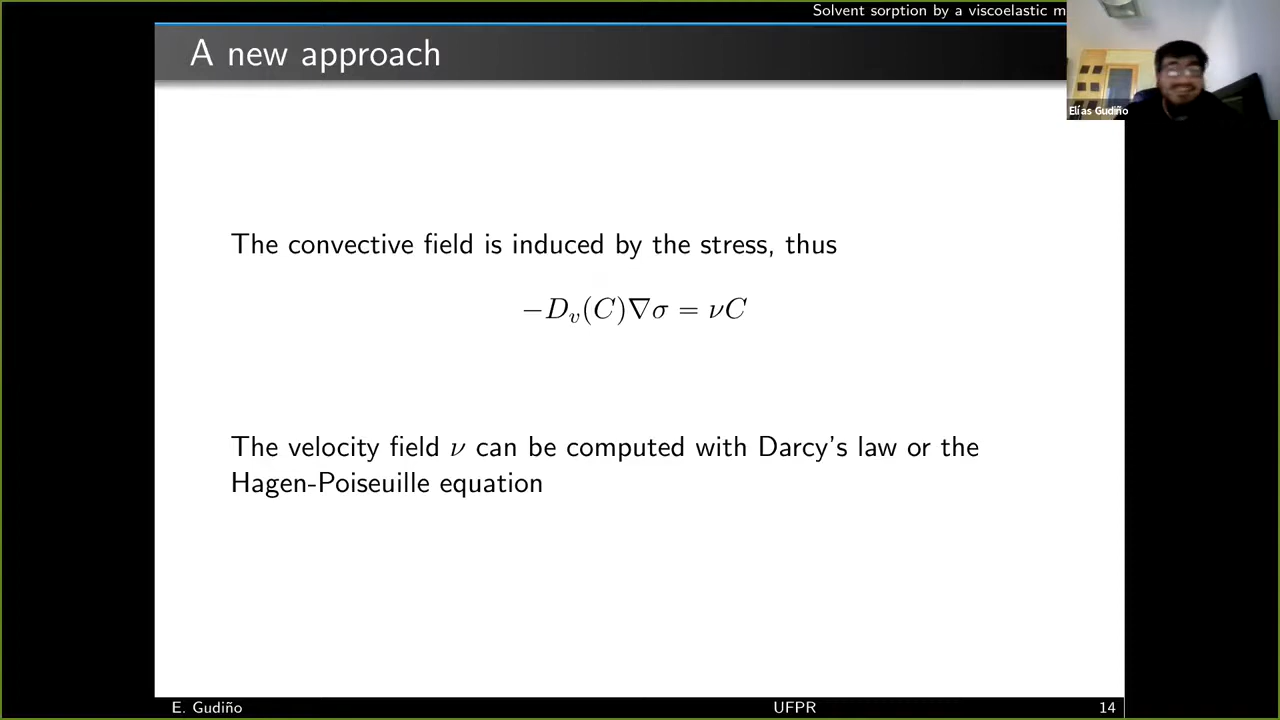 Solvent sorption by a viscoelastic m
A new approach
Elías Gudiño
The convective field is induced by the stress, thus
−D_v(C)∇σ = νC
The velocity field ν can be computed with Darcy's law or the
Hagen-Poiseuille equation
E. Gudiño UFPR 14